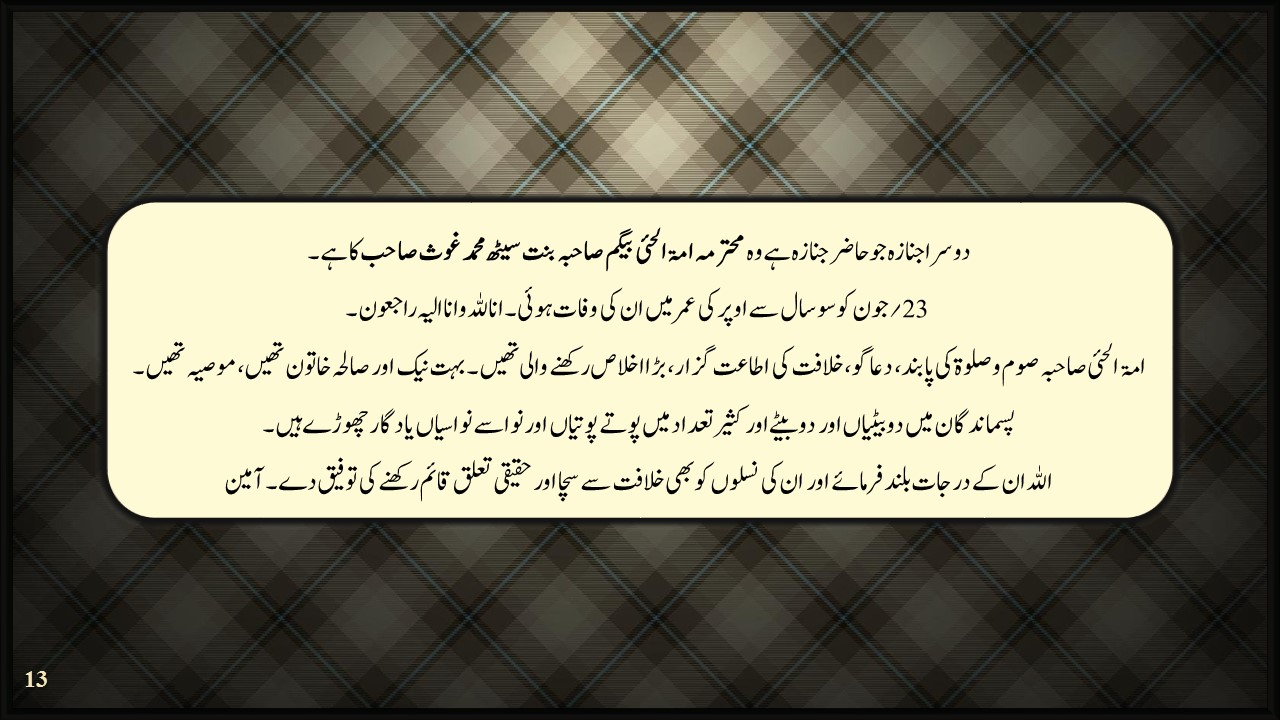 دوسرا جنازہ جو حاضر جنازہ ہے وہ محترمہ امۃ الحئی بیگم صاحبہ بنت سیٹھ محمد غوث صاحب کا ہے۔
23؍جون کو سو سال سے اوپر کی عمر میں ان کی وفات ہوئی۔ اناللہ وانا الیہ راجعون۔
امۃ الحئی صاحبہ صوم و صلوۃ کی پابند، دعا گو، خلافت کی اطاعت گزار، بڑا اخلاص رکھنے والی تھیں۔ بہت نیک اور صالحہ خاتون تھیں، موصیہ تھیں۔
پسماندگان میں دو بیٹیاں اور دو بیٹے اور کثیر تعداد میں پوتے پوتیاں اور نواسے نواسیاں یادگار چھوڑے ہیں۔
اللہ ان کے درجات بلند فرمائے اور ان کی نسلوں کو بھی خلافت سے سچا اور حقیقی تعلق قائم رکھنے کی توفیق دے۔ آمین
13